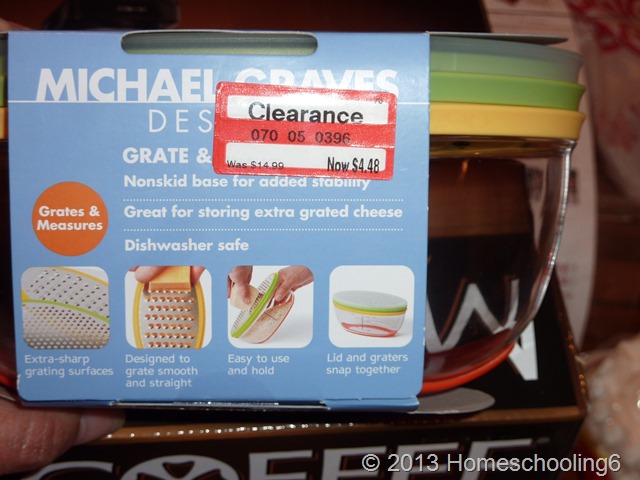 MICHAEL GRAVES
DES
Clearance
070 05 0396
Was $14.99 Now $4.48
GRATE &
Nonskid base for added stability
Great for storing extra grated cheese
Dishwasher safe
Grates &
Measures
Extra-sharp
grating surfaces
Designed to
grate smooth
and straight
Easy to use
and hold
Lid and graters
snap together
COFFEE
© 2013 Homeschooling6